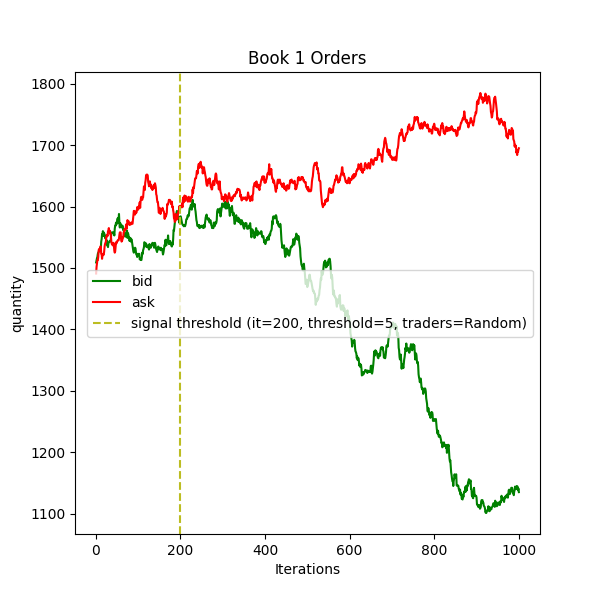 Book 1 Orders
1800
1700
1600
1500
1400
1300
1200
1100
quantity
bid
ask
signal threshold (it=200, threshold=5, traders=Random)
0 200 400 600 800 1000
Iterations